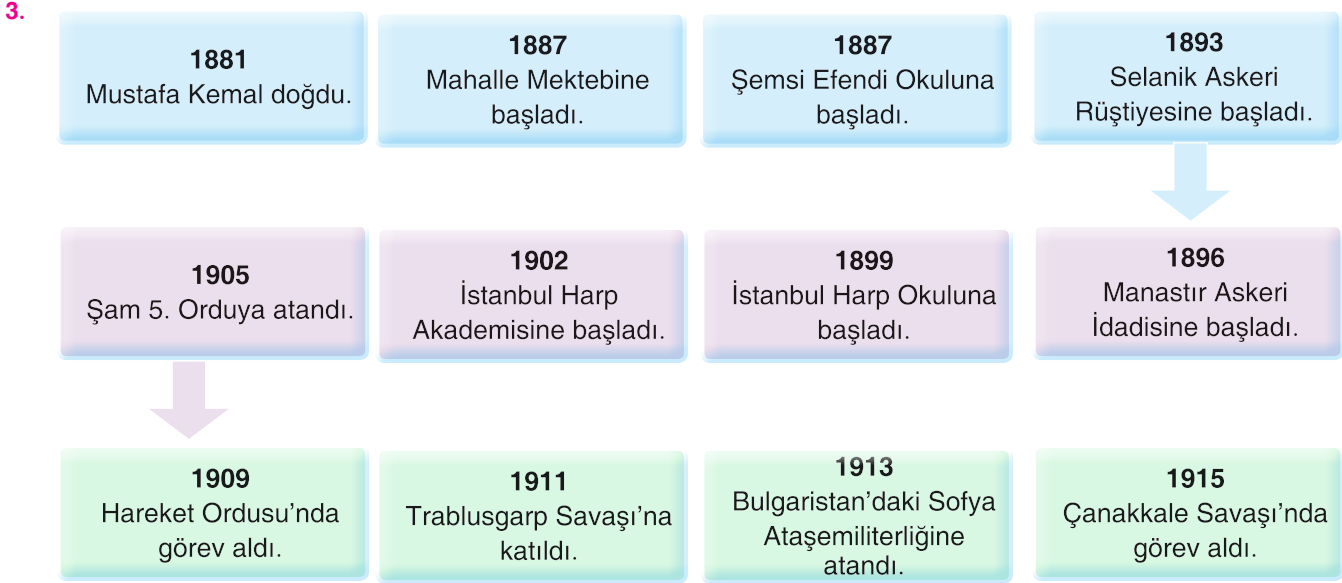 3.
1881
Mustafa Kemal doğdu.
1887
Mahalle Mektebine
başladı.
1887
Şemsi Efendi Okuluna
başladı.
1893
Selanik Askeri
Rüştiyesine başladı.
1905
Şam 5. Orduya atandı.
1902
İstanbul Harp
Akademisine başladı.
1899
İstanbul Harp Okuluna
başladı.
1896
Manastır Askeri
İdadisine başladı.
1909
Hareket Ordusu’nda
görev aldı.
1911
Trablusgarp Savaşı’na
katıldı.
1913
Bulgaristan’daki Sofya
Ataşemiliterliğine
atandı.
1915
Çanakkale Savaşı’nda
görev aldı.